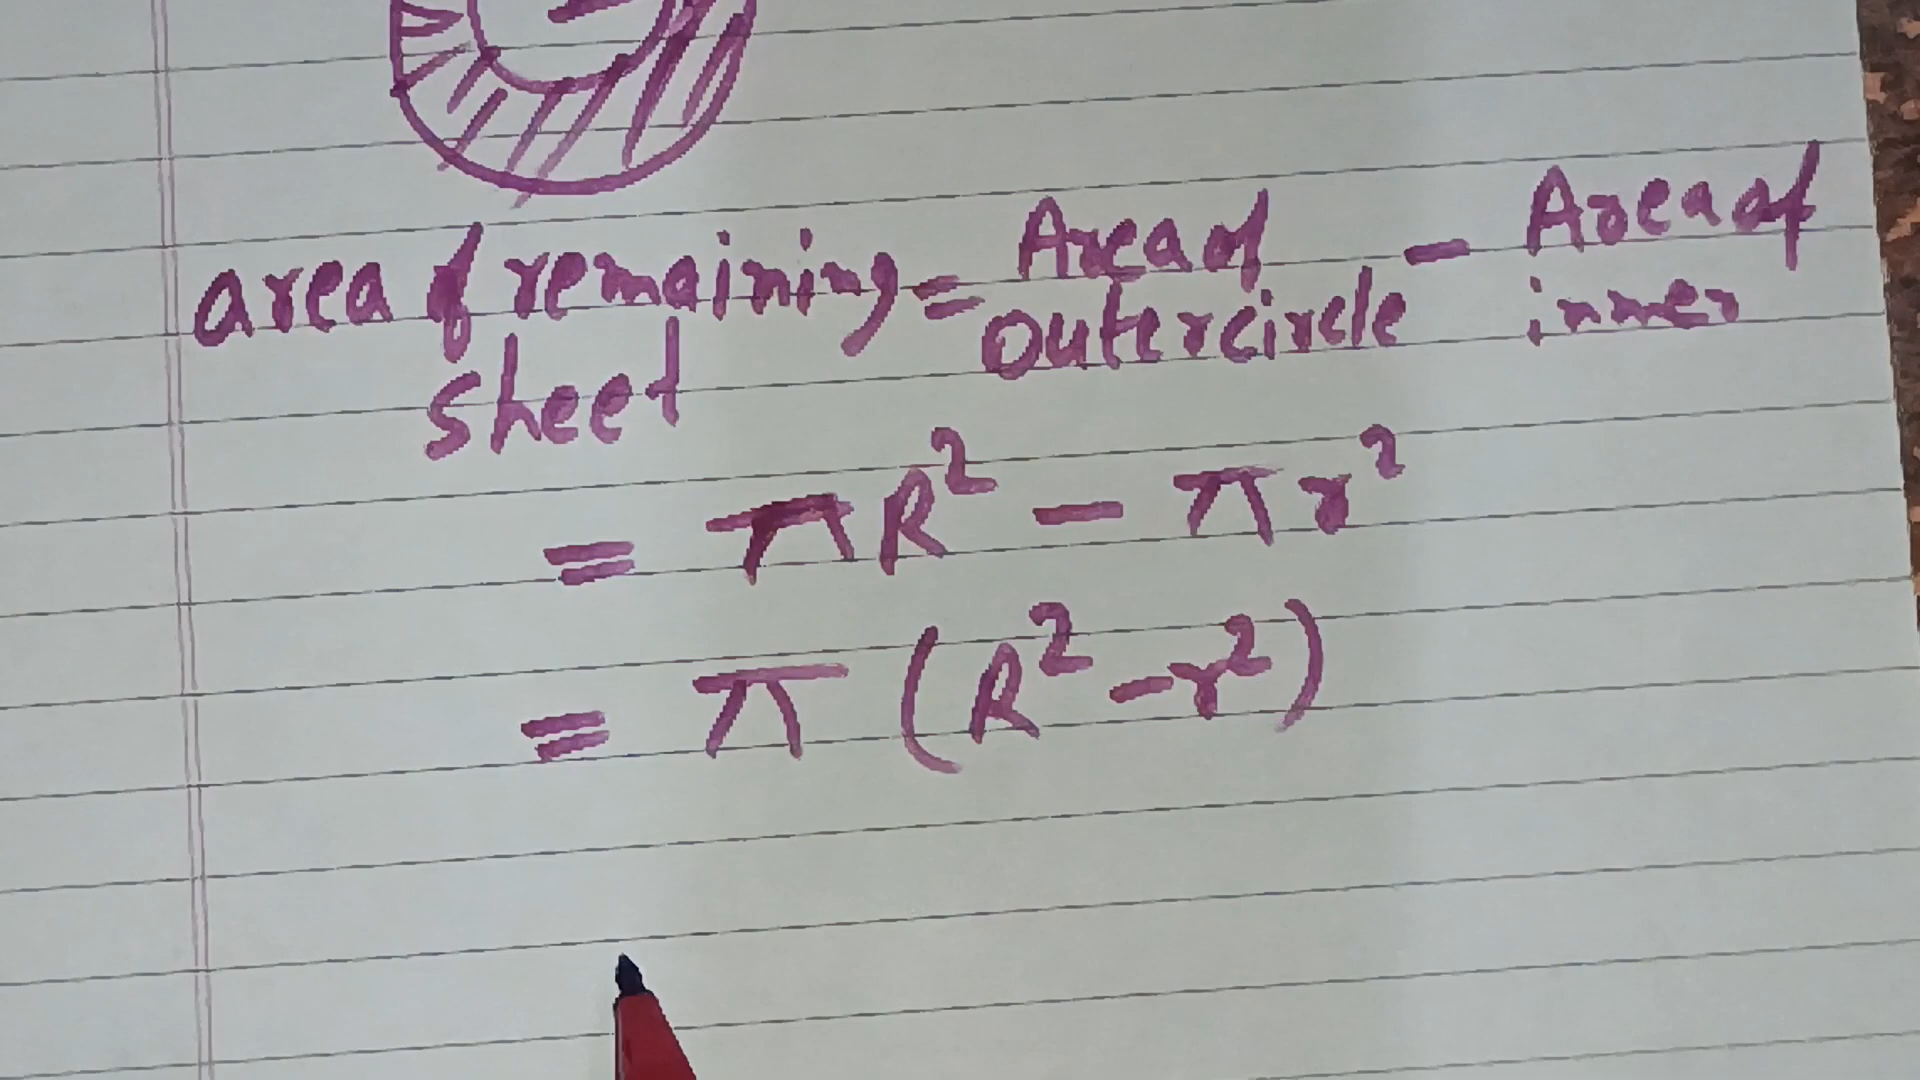 area of remaining = Area of - Area of
sheet outercircle inner
= πR² - πr²
= π (R² - r²)